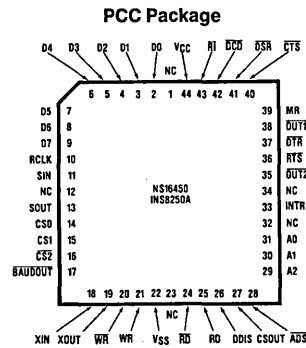 PCC Package
D4 D3 D2 D1 D0 VCC RI DCD DSR CTS
NC
6 5 4 3 2 1 44 43 42 41 40
D5 7 39 MR
D6 8 38 OUT1
D7 9 37 DTR
RCLK 10 36 RTS
SIN 11 35 OUT2
NC 12 34 NC
NS16450
INS8250A
SOUT 13 33 INTR
CS0 14 32 NC
CS1 15 31 A0
CS2 16 30 A1
BAUDOUT 17 29 A2
18 19 20 21 22 23 24 25 26 27 28
NC
XIN XOUT WR WR VSS RD RD DDIS CSOUT ADS